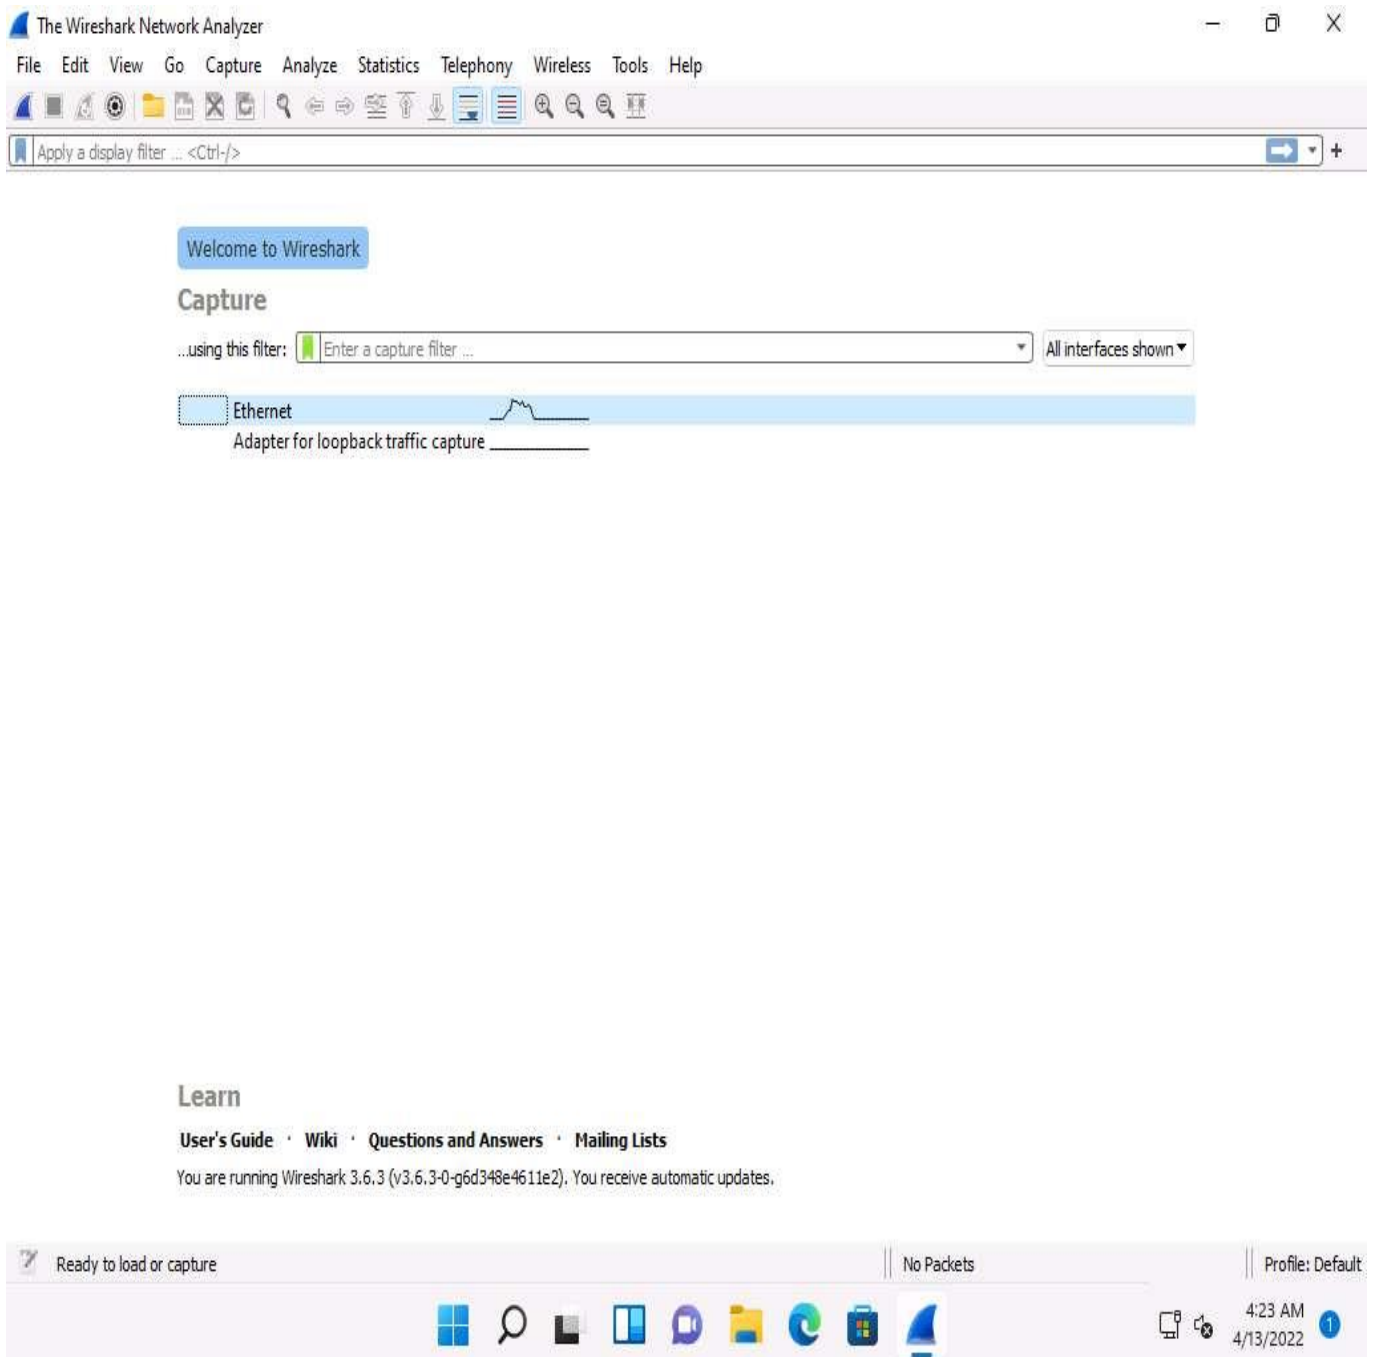 The Wireshark Network Analyzer
File Edit View Go Capture Analyze Statistics Telephony Wireless Tools Help
Apply a display filter ... <Ctrl-/>
+
Welcome to Wireshark
Capture
...using this filter: Enter a capture filter ... All interfaces shown
Ethernet
Adapter for loopback traffic capture
Learn
User's Guide · Wiki · Questions and Answers · Mailing Lists
You are running Wireshark 3.6.3 (v3.6.3-0-g6d348e4611e2). You receive automatic updates.
Ready to load or capture No Packets Profile: Default
4:23 AM
4/13/2022 1